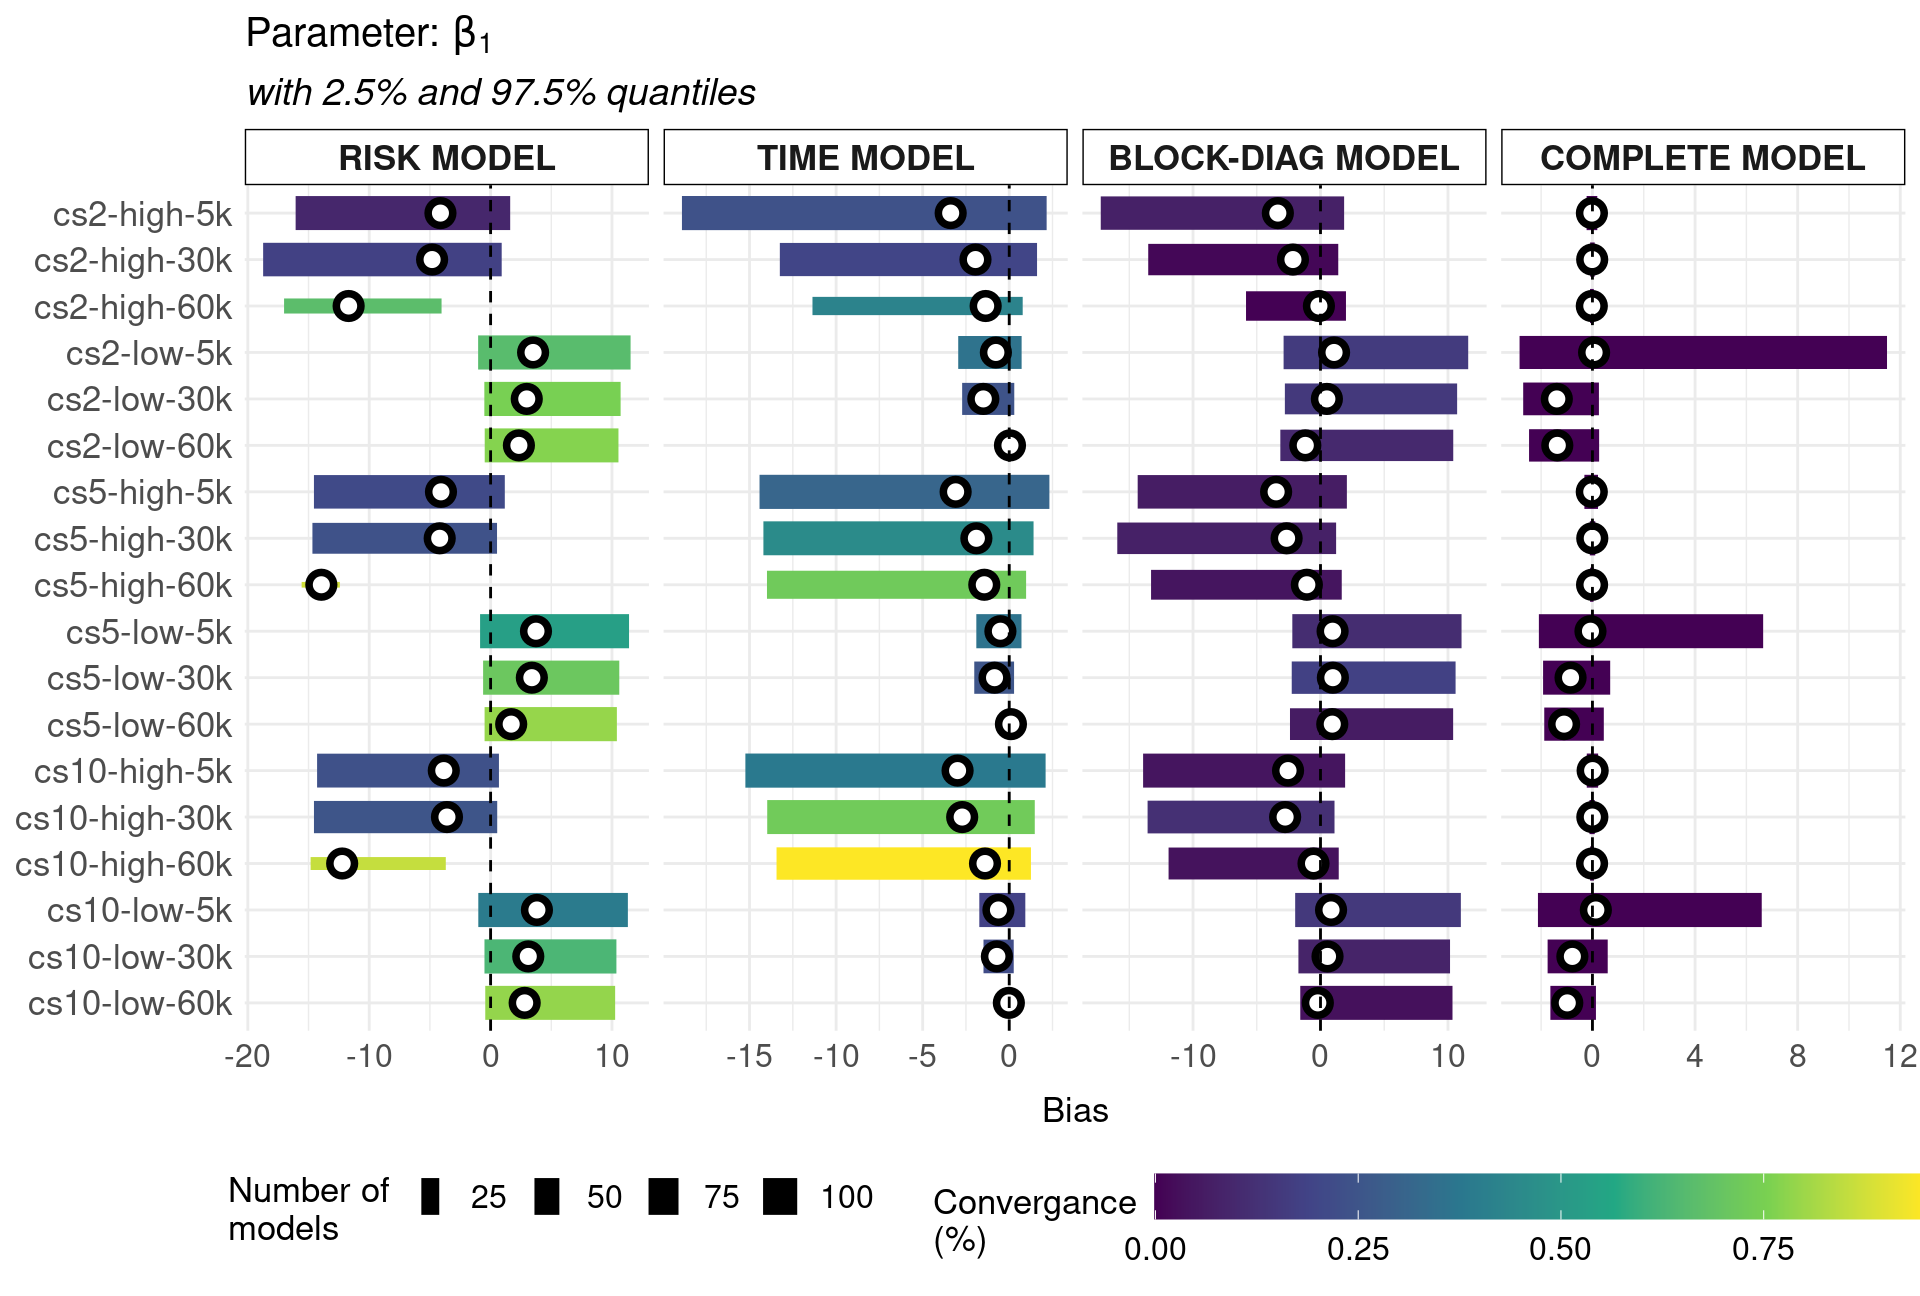 Parameter: β₁
with 2.5% and 97.5% quantiles
RISK MODEL TIME MODEL BLOCK-DIAG MODEL COMPLETE MODEL
cs2-high-5k
cs2-high-30k
cs2-high-60k
cs2-low-5k
cs2-low-30k
cs2-low-60k
cs5-high-5k
cs5-high-30k
cs5-high-60k
cs5-low-5k
cs5-low-30k
cs5-low-60k
cs10-high-5k
cs10-high-30k
cs10-high-60k
cs10-low-5k
cs10-low-30k
cs10-low-60k
-20 -10 0 10 -15 -10 -5 0 -10 0 10 0 4 8 12
Bias
Number of
models
25 50 75 100
Convergance
(%)
0.00 0.25 0.50 0.75